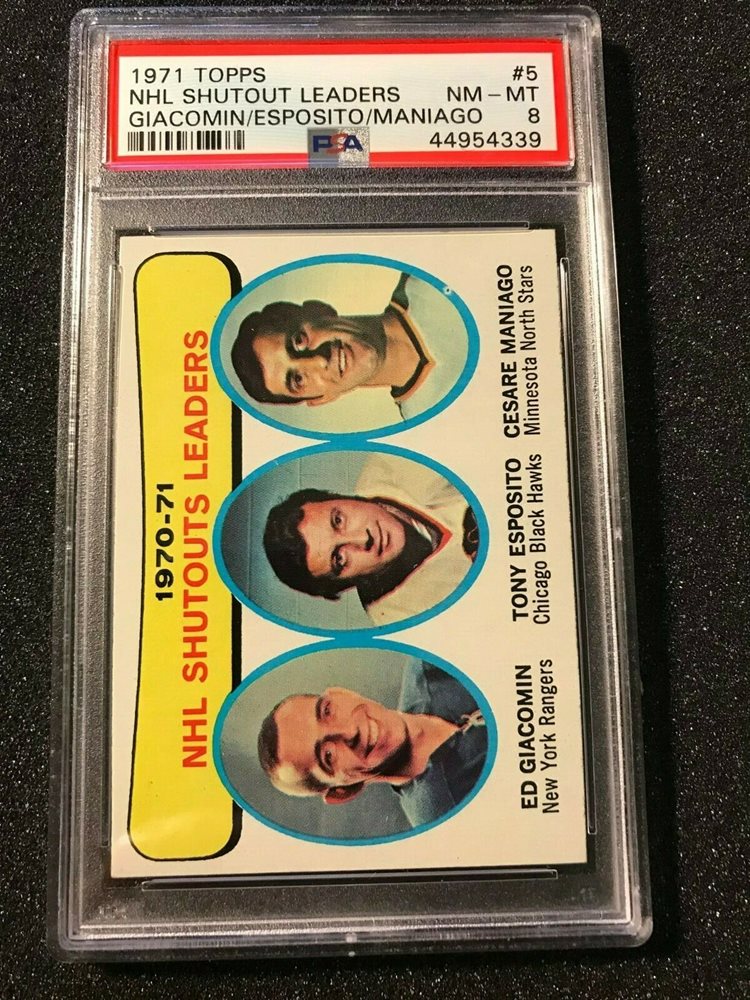 1971 TOPPS #5
NHL SHUTOUT LEADERS NM – MT
GIACOMIN/ESPOSITO/MANIAGO 8
PSA 44954339
1970-71
NHL SHUTOUTS LEADERS
ED GIACOMIN
New York Rangers
TONY ESPOSITO
Chicago Black Hawks
CESARE MANIAGO
Minnesota North Stars